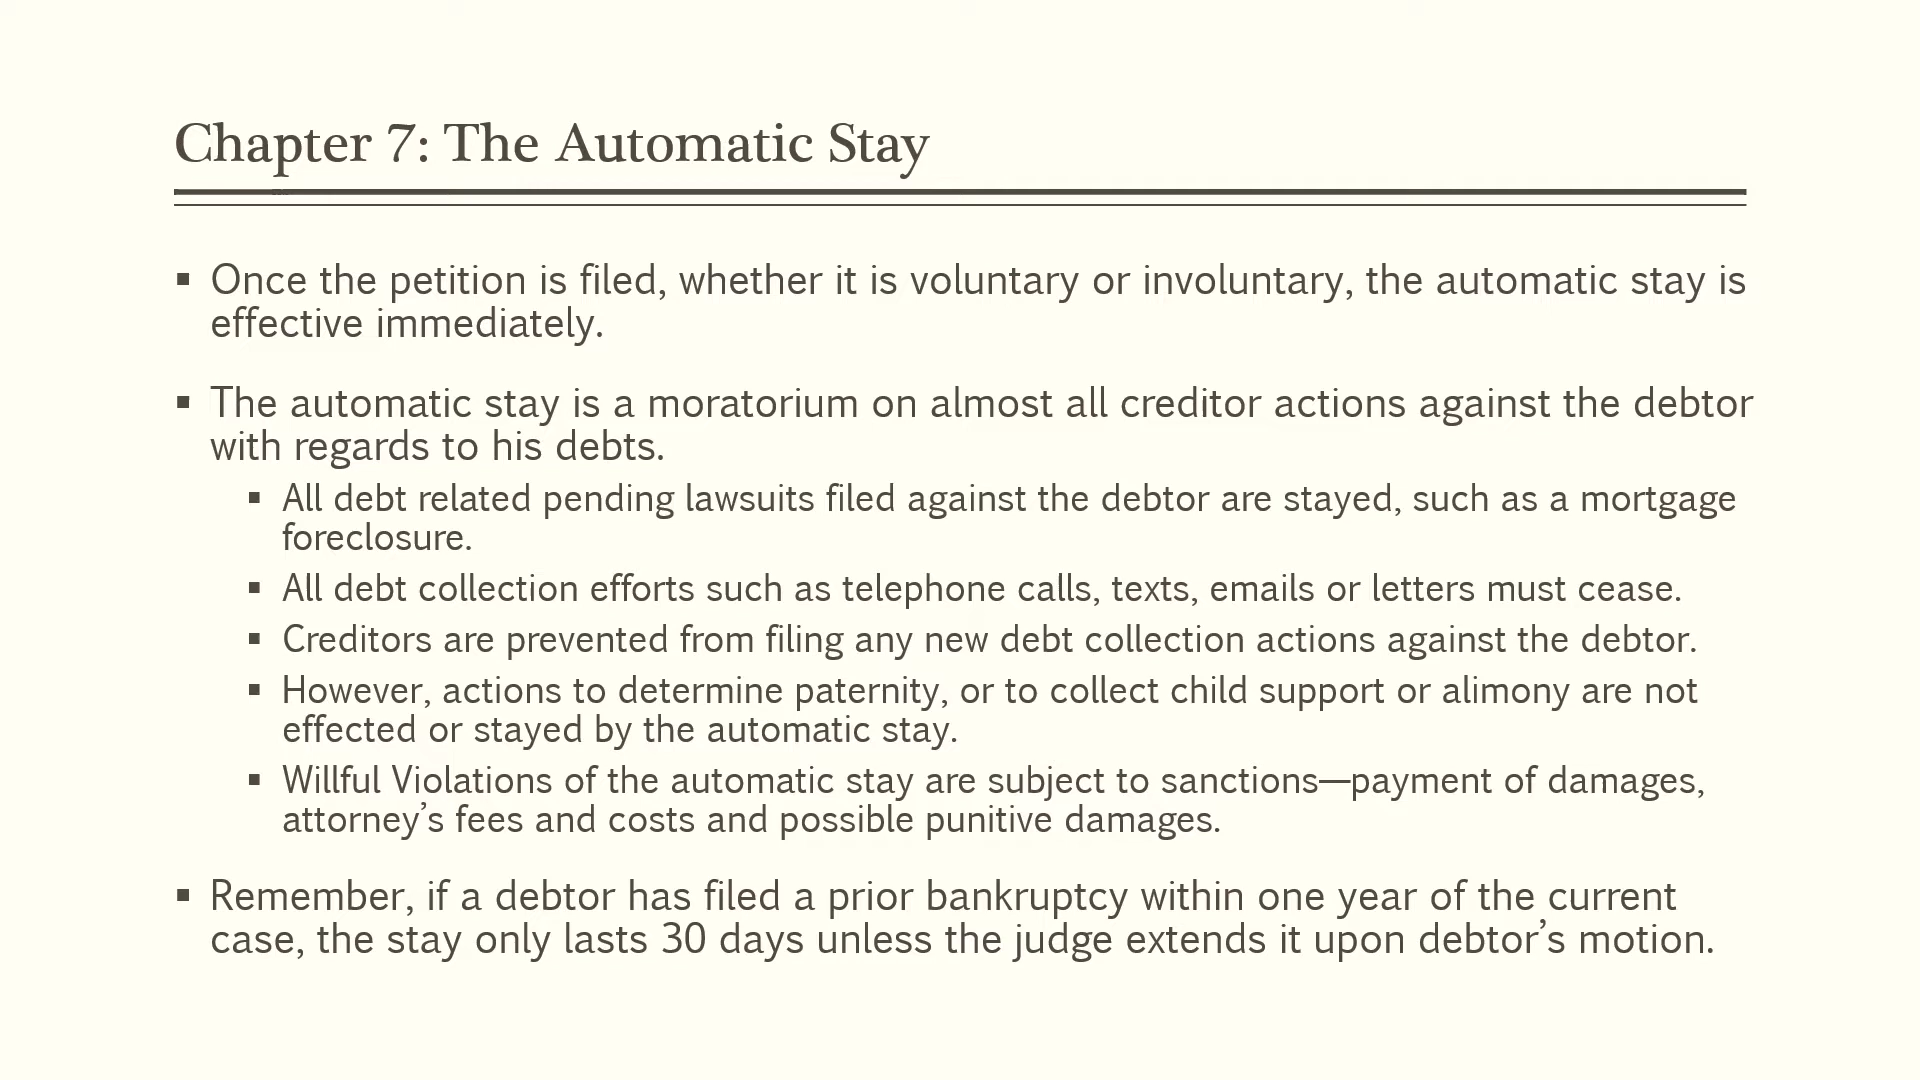 Chapter 7: The Automatic Stay
▪ Once the petition is filed, whether it is voluntary or involuntary, the automatic stay is
effective immediately.
▪ The automatic stay is a moratorium on almost all creditor actions against the debtor
with regards to his debts.
▪ All debt related pending lawsuits filed against the debtor are stayed, such as a mortgage
foreclosure.
▪ All debt collection efforts such as telephone calls, texts, emails or letters must cease.
▪ Creditors are prevented from filing any new debt collection actions against the debtor.
▪ However, actions to determine paternity, or to collect child support or alimony are not
effected or stayed by the automatic stay.
▪ Willful Violations of the automatic stay are subject to sanctions—payment of damages,
attorney’s fees and costs and possible punitive damages.
▪ Remember, if a debtor has filed a prior bankruptcy within one year of the current
case, the stay only lasts 30 days unless the judge extends it upon debtor’s motion.